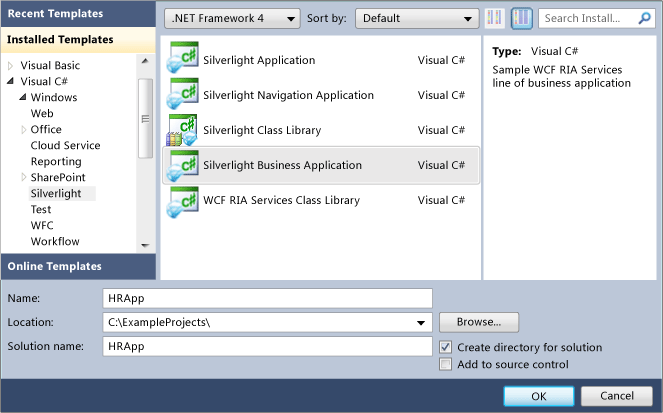 Recent Templates
.NET Framework 4
Sort by:
Default
Search Install...
Installed Templates
Visual Basic
Visual C#
Windows
Web
Office
Cloud Service
Reporting
SharePoint
Silverlight
Test
WFC
Workflow
Online Templates
C#
Silverlight Application
Visual C#
C#
Silverlight Navigation Application
Visual C#
C#
Silverlight Class Library
Visual C#
C#
Silverlight Business Application
Visual C#
C#
WCF RIA Services Class Library
Visual C#
Type: Visual C#
Sample WCF RIA Services
line of business application
Name:
HRApp
Location:
C:\ExampleProjects\
Browse...
Solution name:
HRApp
Create directory for solution
Add to source control
OK
Cancel